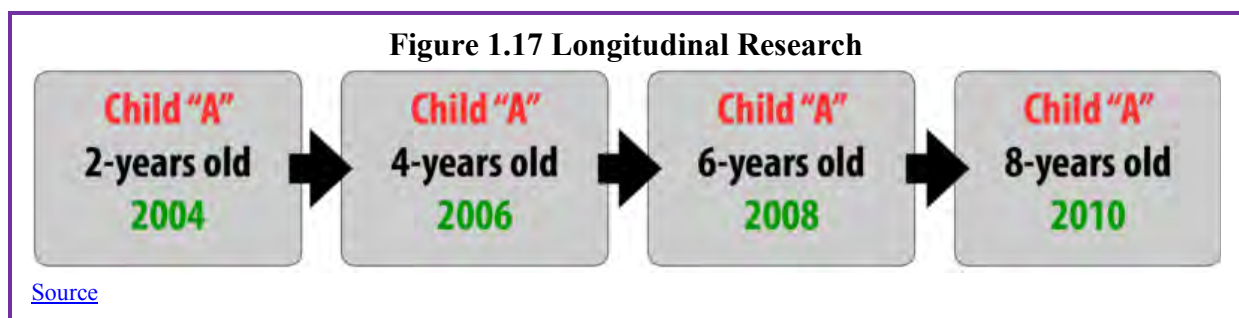 Figure 1.17 Longitudinal Research
Child "A"
2-years old
2004
Child "A"
4-years old
2006
Child "A"
6-years old
2008
Child "A"
8-years old
2010
Source